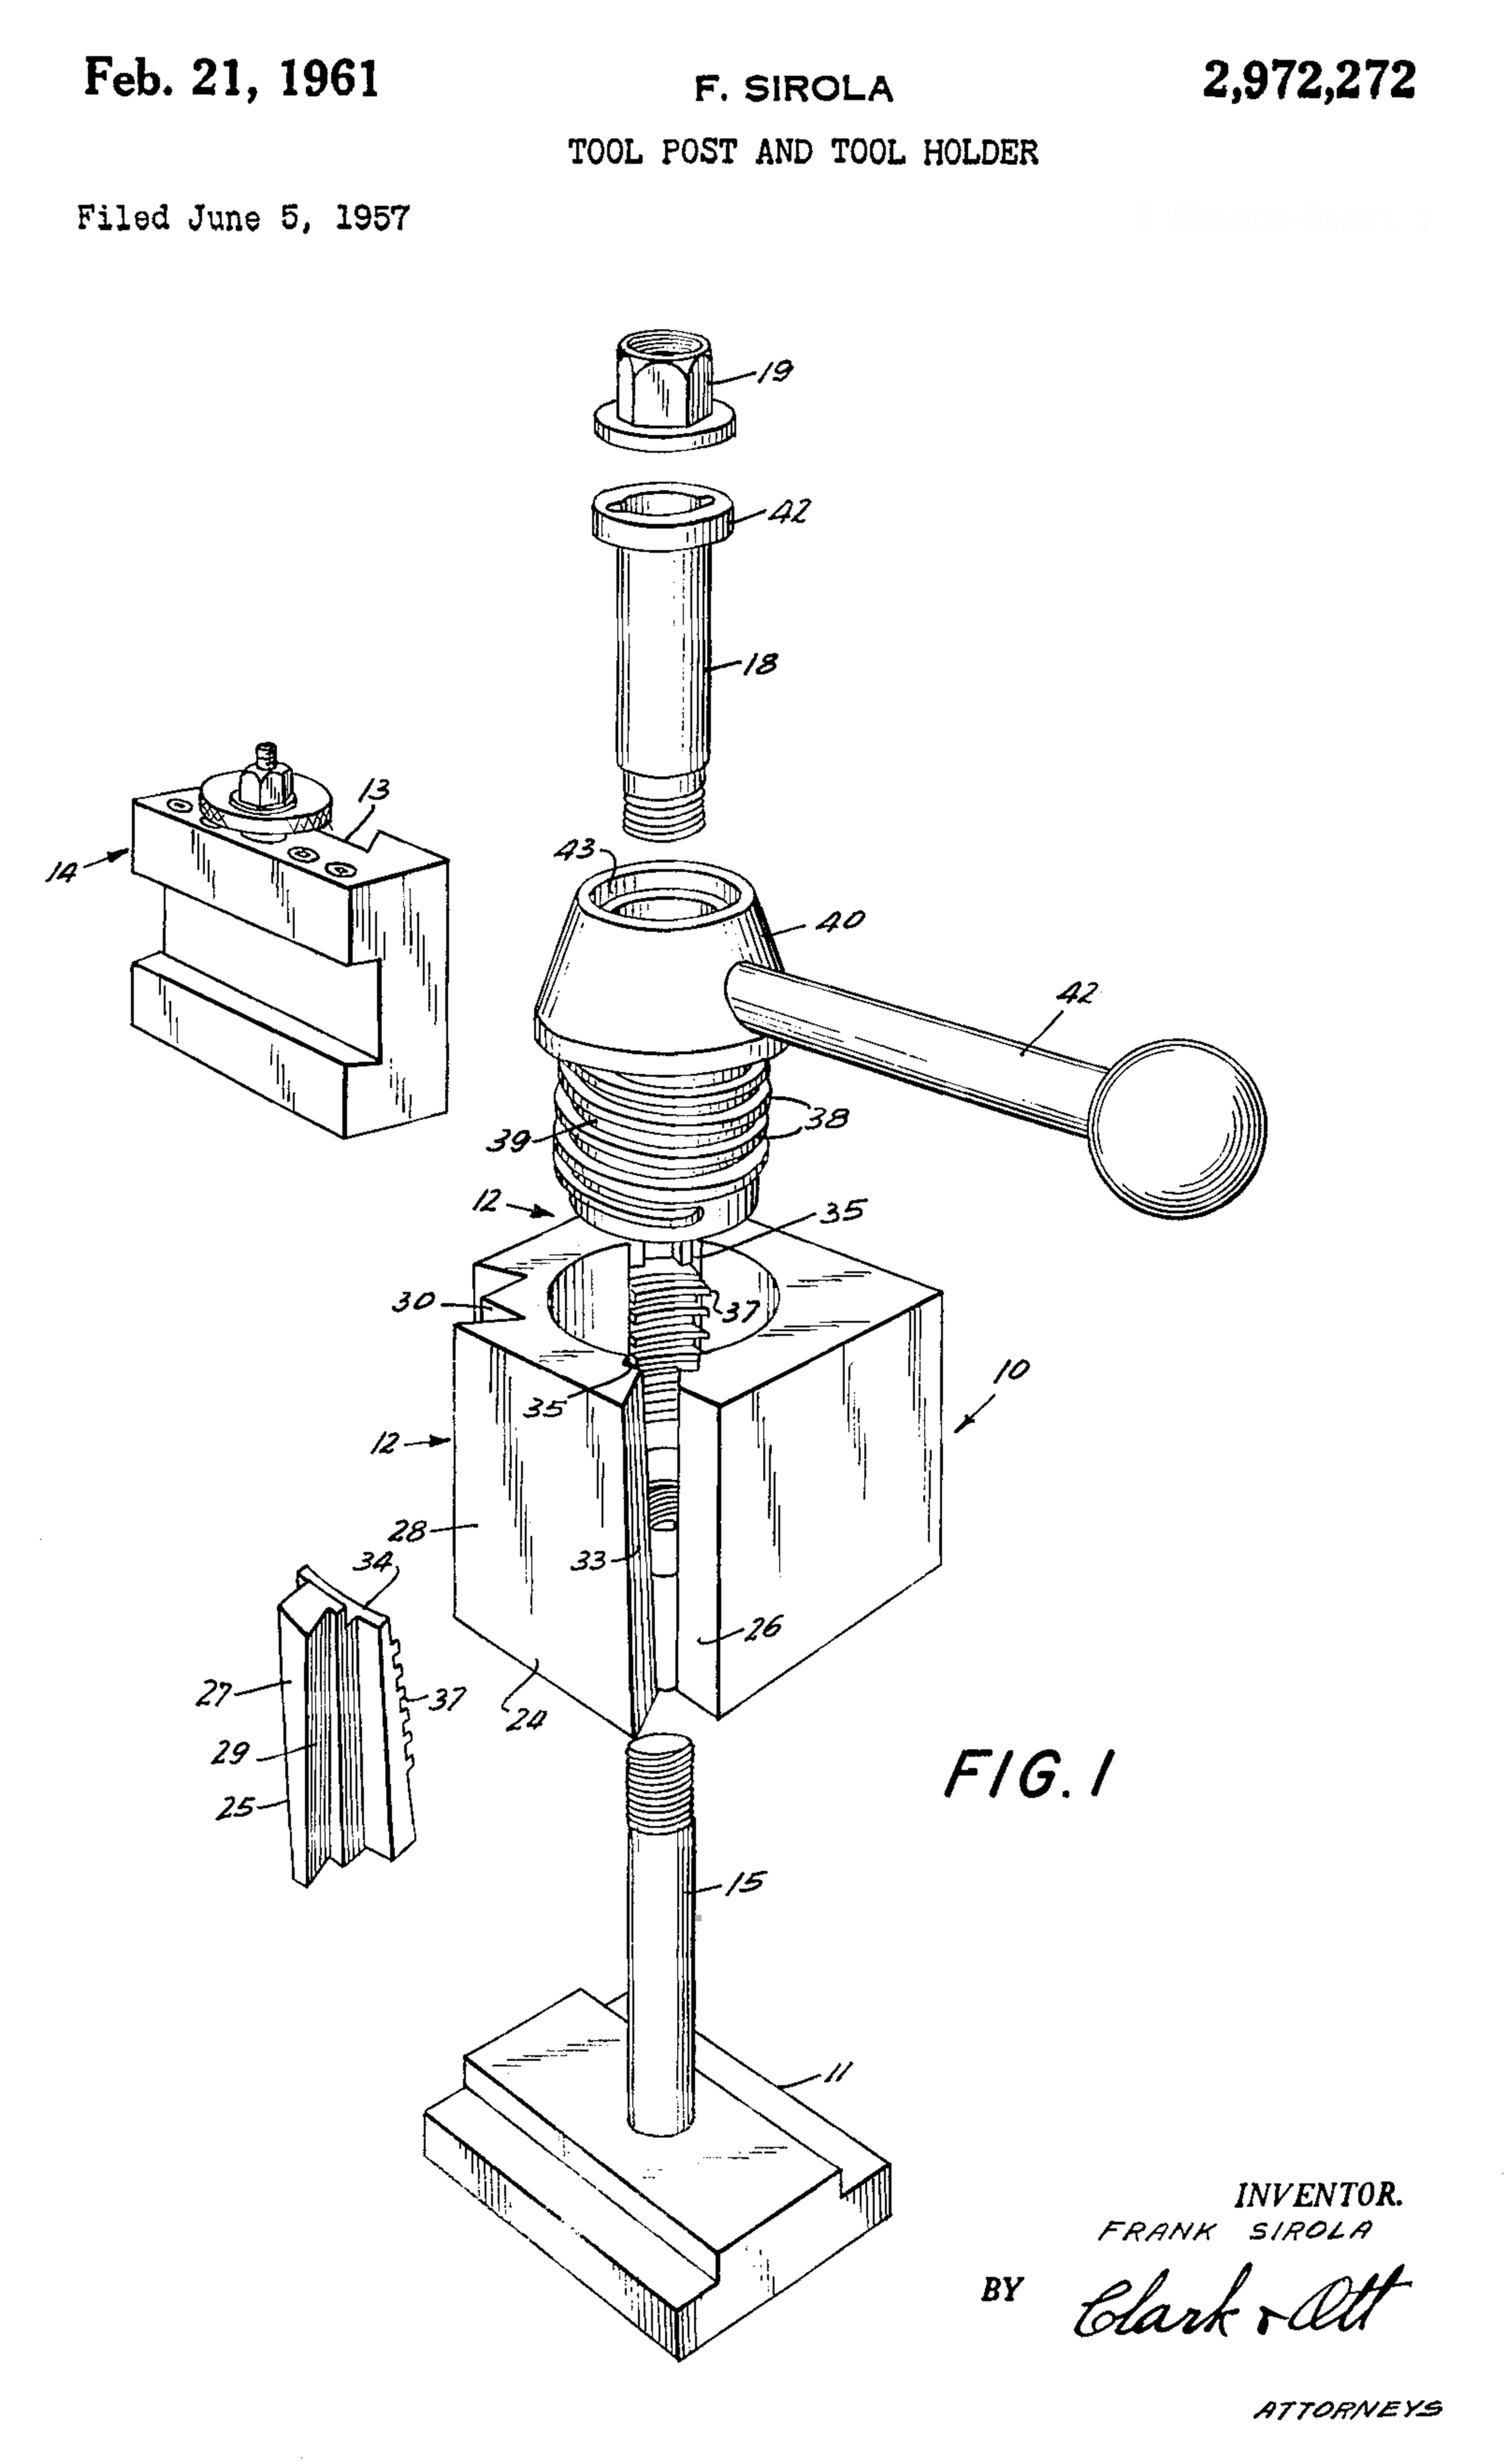 Feb. 21, 1961
F. SIROLA
2,972,272
TOOL POST AND TOOL HOLDER
Filed June 5, 1957
2 Sheets-Sheet 1
19
42
18
13
14
43
40
42
39
38
12
35
30
37
35
10
12
28
33
34
26
27
37
24
29
25
FIG. 1
15
11
INVENTOR.
FRANK SIROLA
BY
Clark & Ott
ATTORNEYS